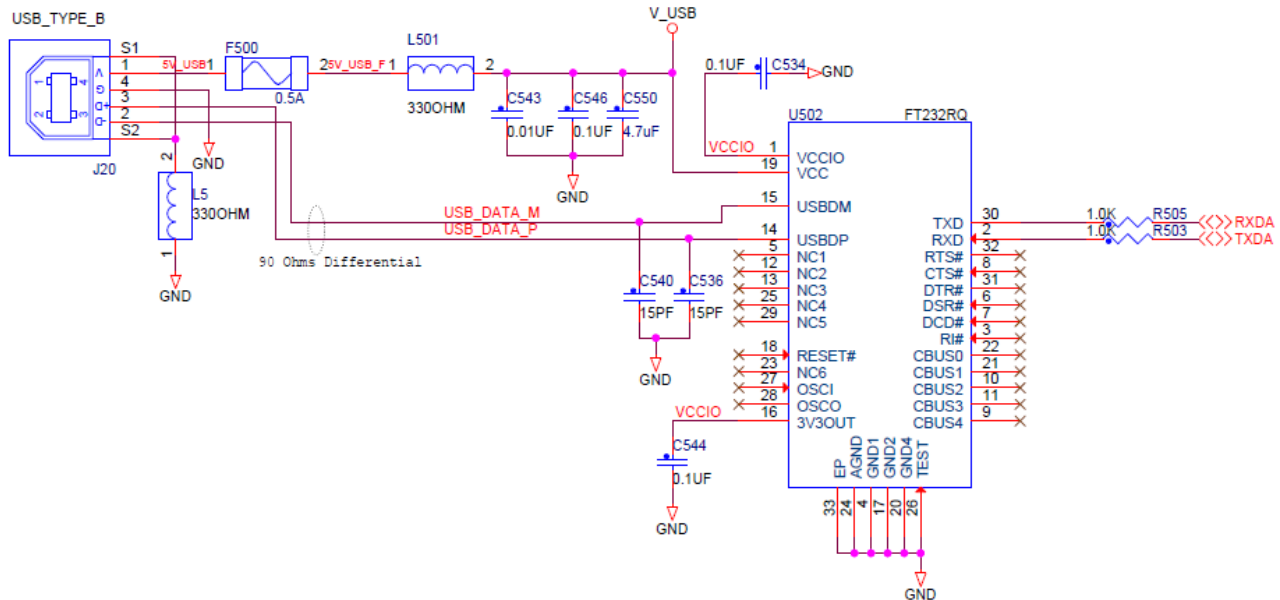 USB_TYPE_B
S1
1
4
3
2
S2
V
G
D+
D-
1
4
2
3
J20
5V_USB 1
F500
0.5A
2 5V_USB_F 1
L501
2
330OHM
V_USB
C543
0.01UF
C546
0.1UF
C550
4.7uF
GND
GND
2
L5
330OHM
1
GND
90 Ohms Differential
USB_DATA_M
USB_DATA_P
C540
15PF
C536
15PF
GND
0.1UF
C534
GND
VCCIO
VCCIO
C544
0.1UF
GND
U502
FT232RQ
1 VCCIO
19 VCC
15 USBDM
14 USBDP
5 NC1
12 NC2
13 NC3
25 NC4
29 NC5
18 RESET#
23 NC6
27 OSCI
28 OSCO
16 3V3OUT
TXD 30
RXD 2
RTS# 32
CTS# 8
DTR# 31
DSR# 6
DCD# 7
RI# 3
CBUS0 22
CBUS1 21
CBUS2 10
CBUS3 11
CBUS4 9
1.0K R505 RXDA
1.0K R503 TXDA
EP
AGND
GND1
GND2
GND4
TEST
33
24
4
17
20
26
GND